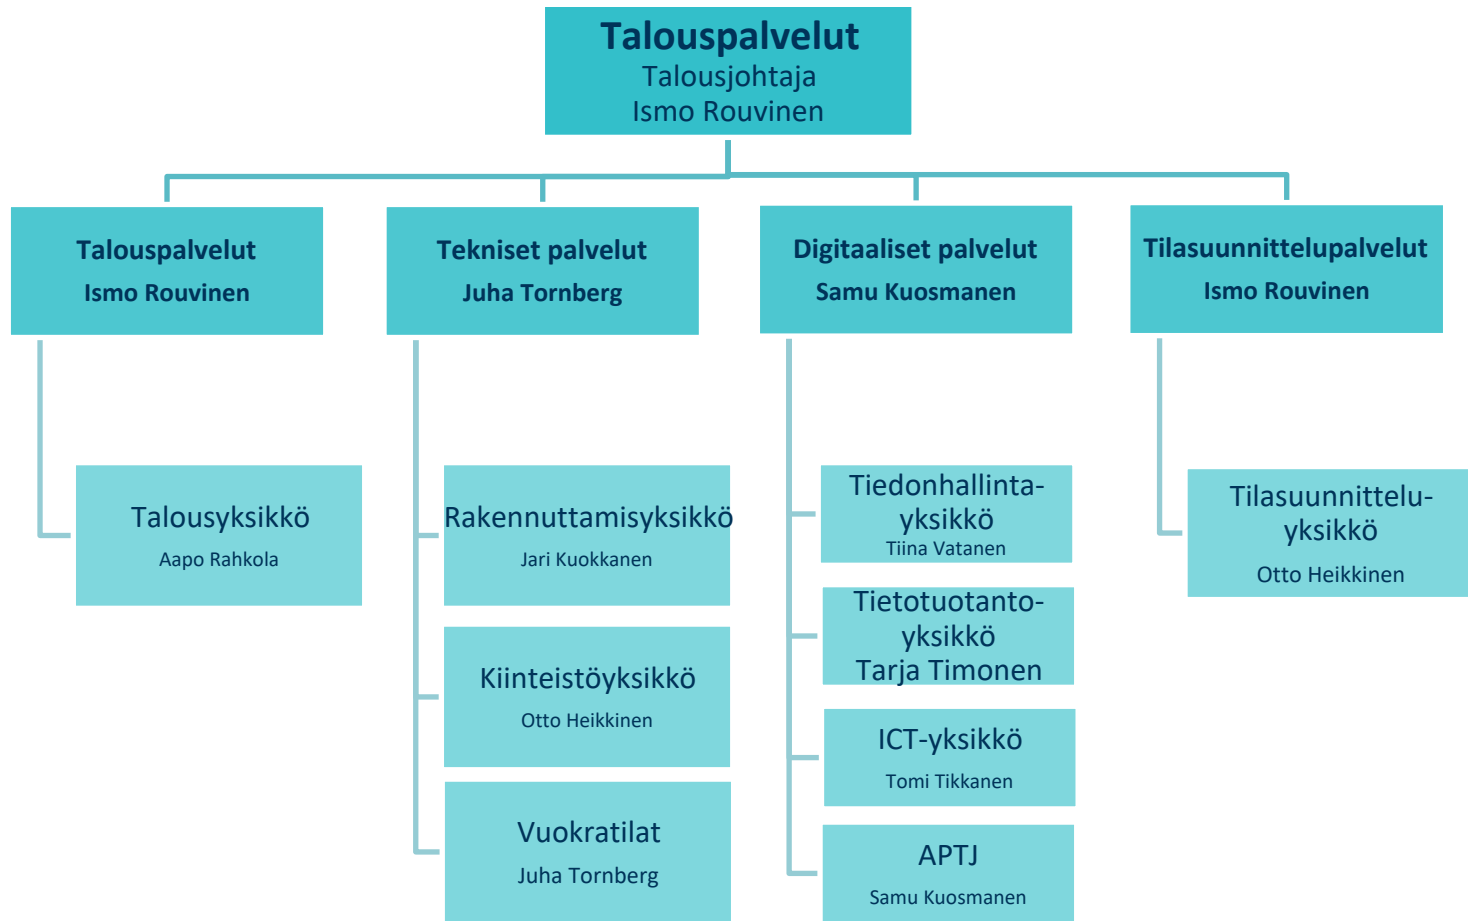 Talouspalvelut
Talousjohtaja
Ismo Rouvinen
Talouspalvelut
Ismo Rouvinen
Tekniset palvelut
Juha Tornberg
Digitaaliset palvelut
Samu Kuosmanen
Tilasuunnittelupalvelut
Ismo Rouvinen
Talousyksikkö
Aapo Rahkola
Rakennuttamisyksikkö
Jari Kuokkanen
Kiinteistöyksikkö
Otto Heikkinen
Vuokratilat
Juha Tornberg
Tiedonhallinta-
yksikkö
Tiina Vatanen
Tietotuotanto-
yksikkö
Tarja Timonen
ICT-yksikkö
Tomi Tikkanen
APTJ
Samu Kuosmanen
Tilasuunnittelu-
yksikkö
Otto Heikkinen